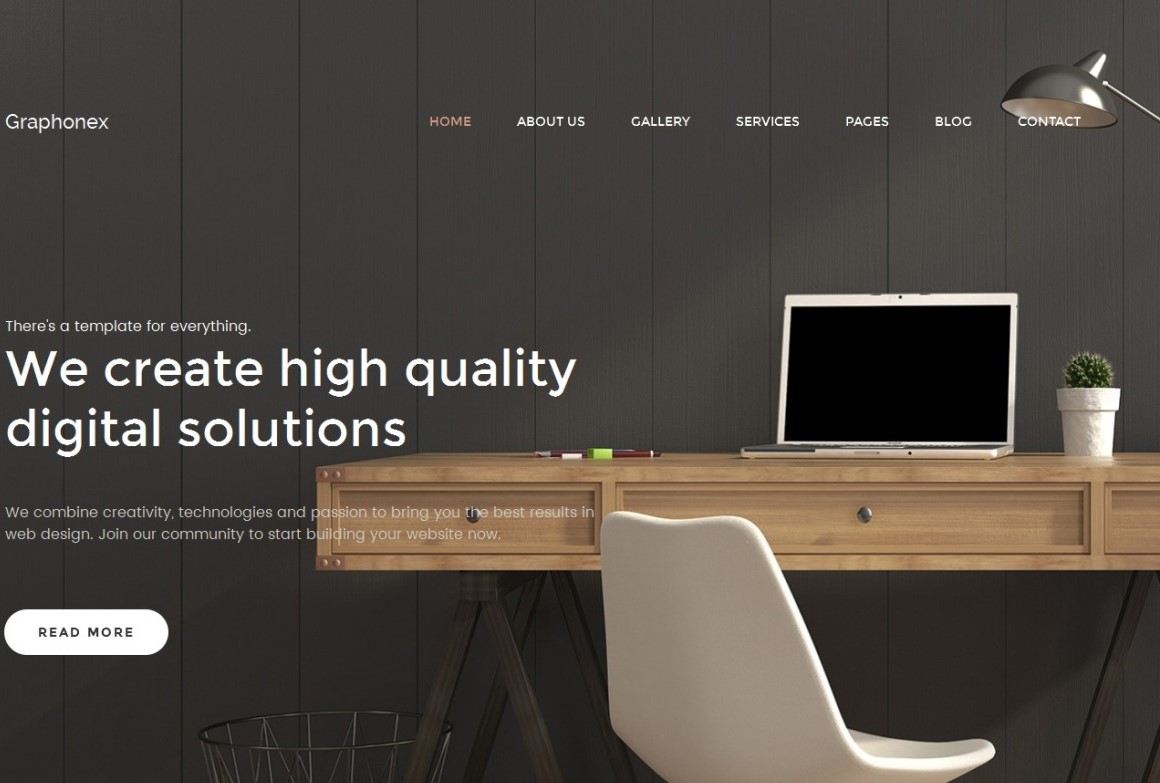 Graphonex
HOME ABOUT US GALLERY SERVICES PAGES BLOG CONTACT
There's a template for everything.
We create high quality
digital solutions
We combine creativity, technologies and passion to bring you the best results in
web design. Join our community to start building your website now.
READ MORE